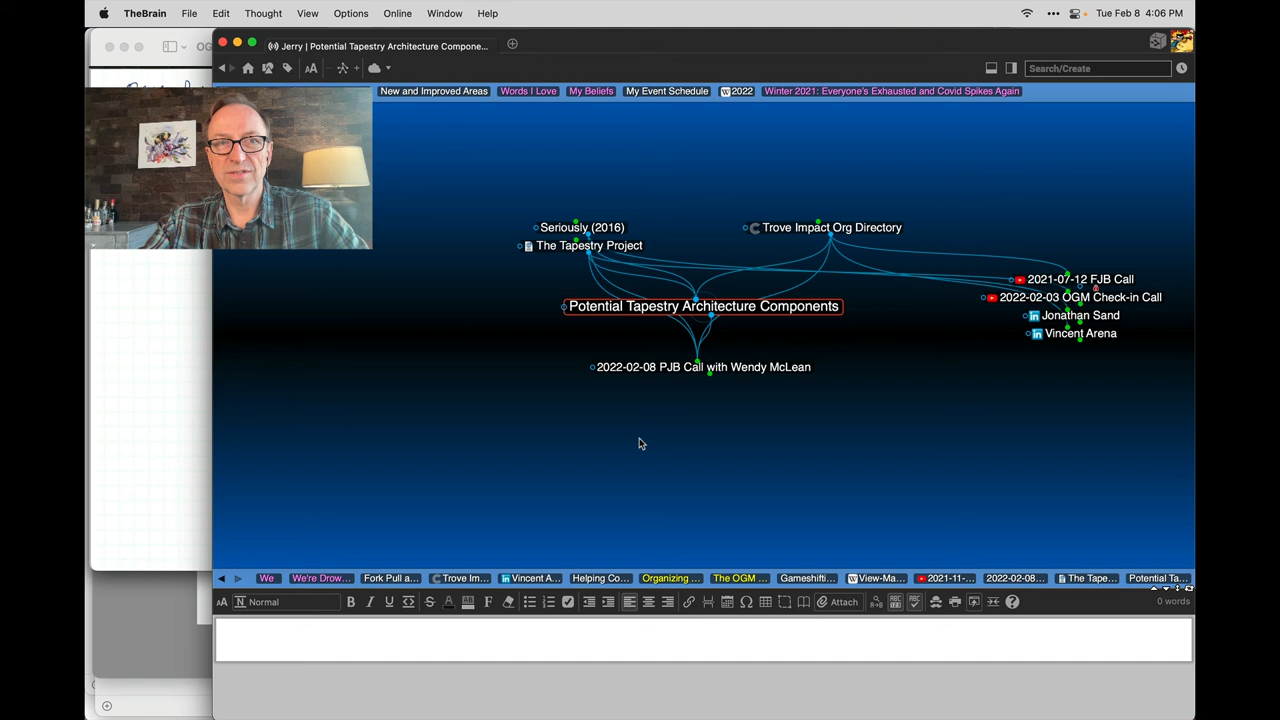 TheBrain File Edit Thought View Options Online Window Help Tue Feb 8 4:06 PM
Jerry | Potential Tapestry Architecture Compone...
Search/Create
New and Improved Areas Words I Love My Beliefs My Event Schedule 2022 Winter 2021: Everyone's Exhausted and Covid Spikes Again
Seriously (2016)
Trove Impact Org Directory
The Tapestry Project
2021-07-12 FJB Call
2022-02-03 OGM Check-in Call
Potential Tapestry Architecture Components
Jonathan Sand
Vincent Arena
2022-02-08 PJB Call with Wendy McLean
We We're Drow... Fork Pull a... Trove Im... Vincent A... Helping Co... Organizing ... The OGM ... Gameshifti... View-Ma... 2021-11-... 2022-02-08... The Tape... Potential Ta...
Normal B I U S A F Attach 0 words